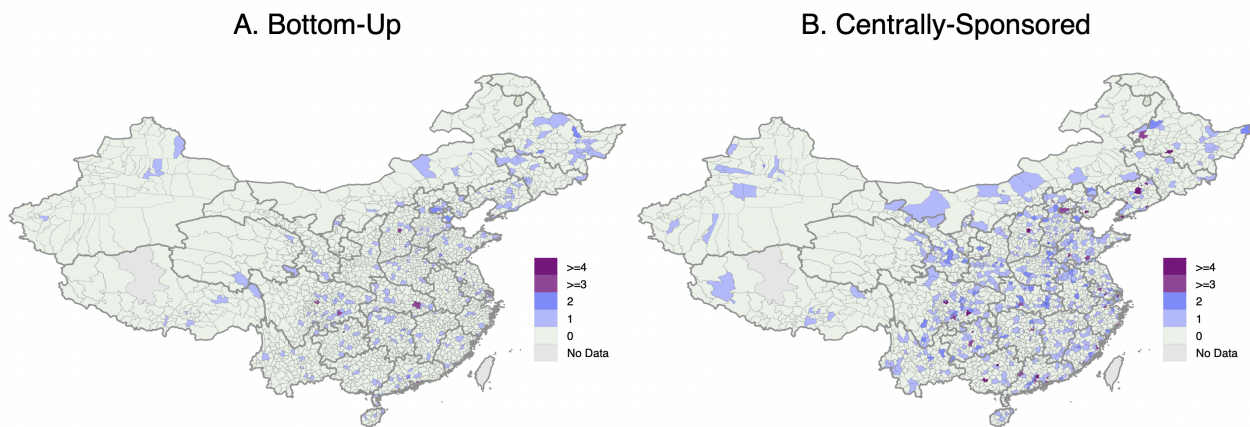 A. Bottom-Up
B. Centrally-Sponsored
>=4
>=3
2
1
0
No Data
>=4
>=3
2
1
0
No Data